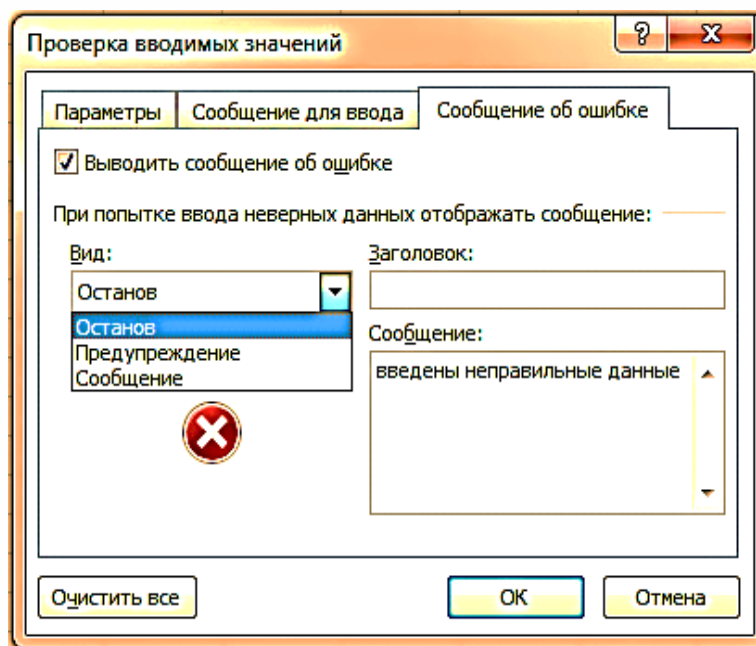 Проверка вводимых значений
?
X
Параметры
Сообщение для ввода
Сообщение об ошибке
Выводить сообщение об ошибке
При попытке ввода неверных данных отображать сообщение:
Вид:
Заголовок:
Останов
Останов
Предупреждение
Сообщение
Сообщение:
введены неправильные данные
Очистить все
ОК
Отмена